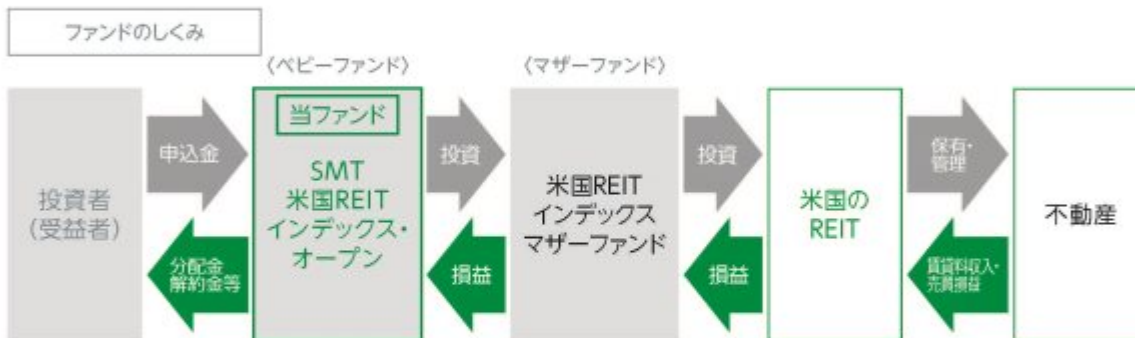 ファンドのしくみ
〈ベビーファンド〉
〈マザーファンド〉
投資者
(受益者)
申込金
分配金
解約金等
当ファンド
SMT
米国REIT
インデックス・
オープン
投資
損益
米国REIT
インデックス
マザーファンド
投資
損益
米国の
REIT
保有・
管理
賃貸料収入・
売買損益
不動産